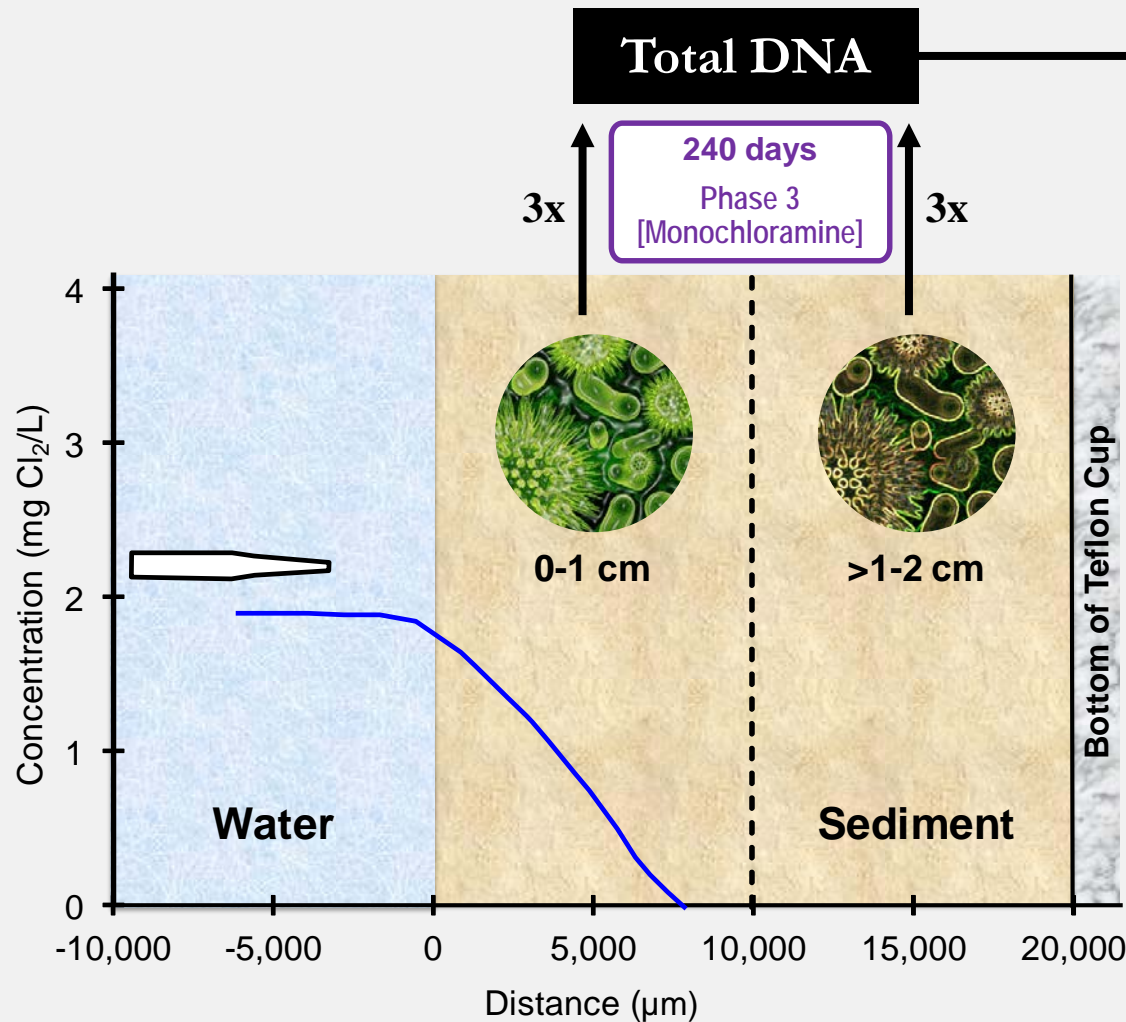 Total DNA
240 days
Phase 3
[Monochloramine]
3x
3x
4
3
2
1
0
Concentration (mg Cl₂/L)
0-1 cm
>1-2 cm
Bottom of Teflon Cup
Water
Sediment
-10,000
-5,000
0
5,000
10,000
15,000
20,000
Distance (µm)